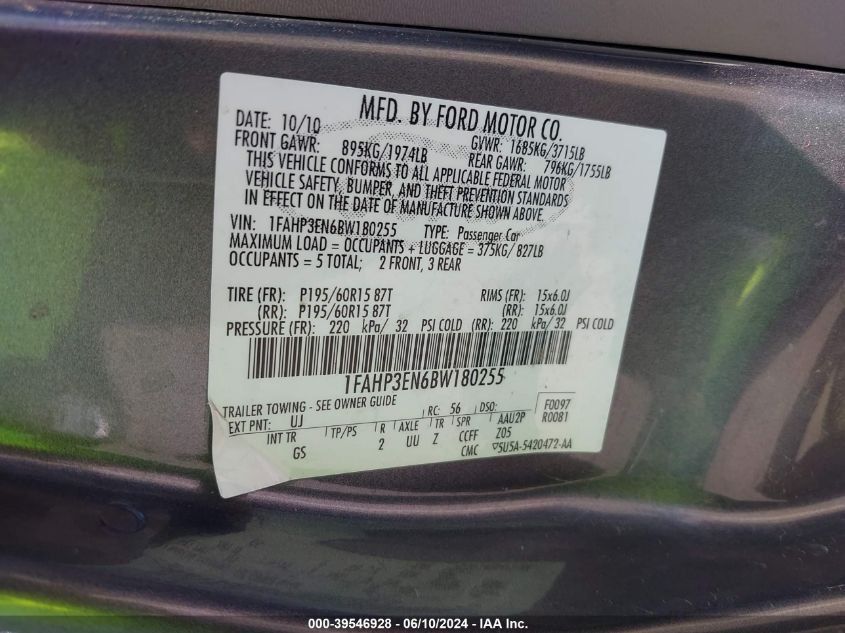 MFD. BY FORD MOTOR CO.
DATE: 10/10 GVWR: 1685KG/3715LB
FRONT GAWR: 895KG/1974LB REAR GAWR: 796KG/1755LB
THIS VEHICLE CONFORMS TO ALL APPLICABLE FEDERAL MOTOR
VEHICLE SAFETY, BUMPER, AND THEFT PREVENTION STANDARDS
IN EFFECT ON THE DATE OF MANUFACTURE SHOWN ABOVE.
VIN: 1FAHP3EN6BW180255 TYPE: Passenger Car
MAXIMUM LOAD = OCCUPANTS + LUGGAGE = 375KG/ 827LB
OCCUPANTS = 5 TOTAL; 2 FRONT, 3 REAR
TIRE (FR): P195/60R15 87T RIMS (FR): 15x6.0J
(RR): P195/60R15 87T (RR): 15x6.0J
PRESSURE (FR): 220 kPa/ 32 PSI COLD (RR): 220 kPa/ 32 PSI COLD
1FAHP3EN6BW180255
TRAILER TOWING - SEE OWNER GUIDE RC: 56 DSO: F0097
EXT PNT: UJ R0081
INT TR TP/PS R AXLE TR SPR AAU2P
GS 2 UU Z CCFF Z05
CMC 5U5A-5420472-AA
000-39546928 - 06/10/2024 - IAA Inc.